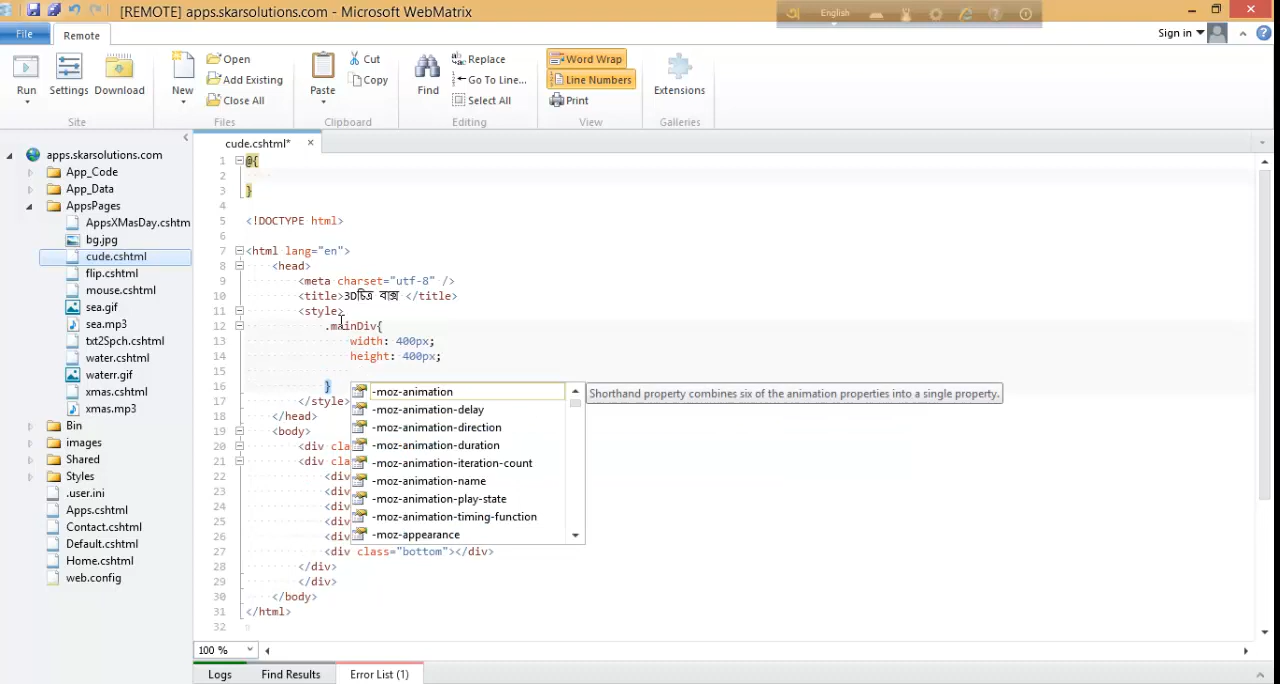 [REMOTE] apps.skarsolutions.com - Microsoft WebMatrix
English
File
Remote
Sign in
Run
Settings
Download
Site
New
Open
Add Existing
Close All
Files
Paste
Cut
Copy
Clipboard
Find
Replace
Go To Line...
Select All
Editing
Word Wrap
Line Numbers
Print
View
Extensions
Galleries
apps.skarsolutions.com
App_Code
App_Data
AppsPages
AppsXMasDay.cshtm
bg.jpg
cude.cshtml
flip.cshtml
mouse.cshtml
sea.gif
sea.mp3
txt2Spch.cshtml
water.cshtml
waterr.gif
xmas.cshtml
xmas.mp3
Bin
images
Shared
Styles
.user.ini
Apps.cshtml
Contact.cshtml
Default.cshtml
Home.cshtml
web.config
cude.cshtml*
1 @{
2
3 }
4
5 <!DOCTYPE html>
6
7 <html lang="en">
8 <head>
9 <meta charset="utf-8" />
10 <title>3Dচিত্র বাক্স </title>
11 <style>
12 .mainDiv{
13 width: 400px;
14 height: 400px;
15
16 }
17 </style>
18 </head>
19 <body>
20 <div cla
21 <div cla
22 <div
23 <div
24 <div
25 <div
26 <div
27 <div class="bottom"></div>
28 </div>
29 </div>
30 </body>
31 </html>
32
-moz-animation
-moz-animation-delay
-moz-animation-direction
-moz-animation-duration
-moz-animation-iteration-count
-moz-animation-name
-moz-animation-play-state
-moz-animation-timing-function
-moz-appearance
Shorthand property combines six of the animation properties into a single property.
100 %
Logs
Find Results
Error List (1)